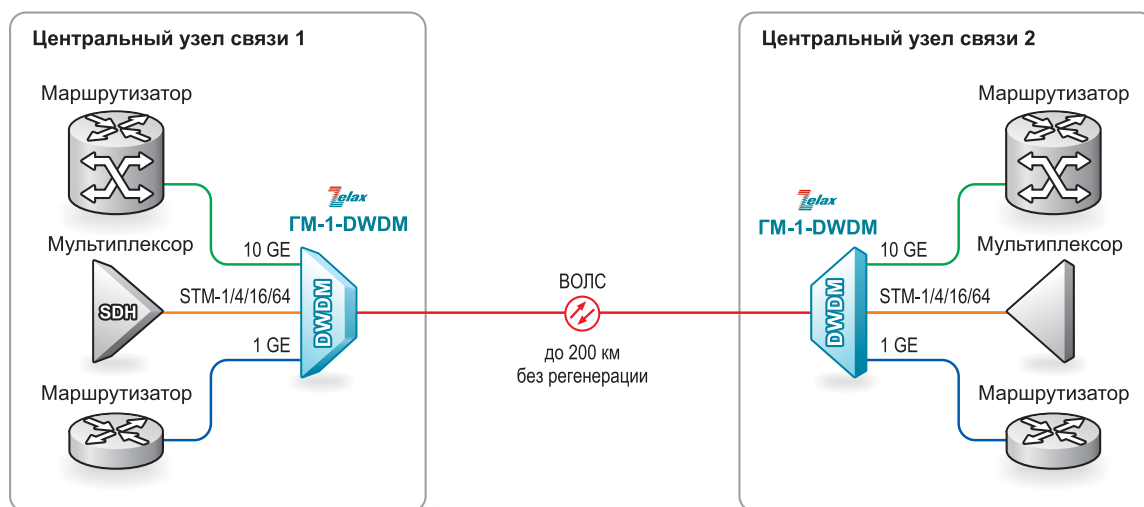 Центральный узел связи 1
Маршрутизатор
Zelax
ГМ-1-DWDM
Мультиплексор
10 GE
SDH
STM-1/4/16/64
DWDM
1 GE
Маршрутизатор
ВОЛС
до 200 км
без регенерации
Центральный узел связи 2
Маршрутизатор
Zelax
ГМ-1-DWDM
10 GE
Мультиплексор
DWDM
STM-1/4/16/64
1 GE
Маршрутизатор